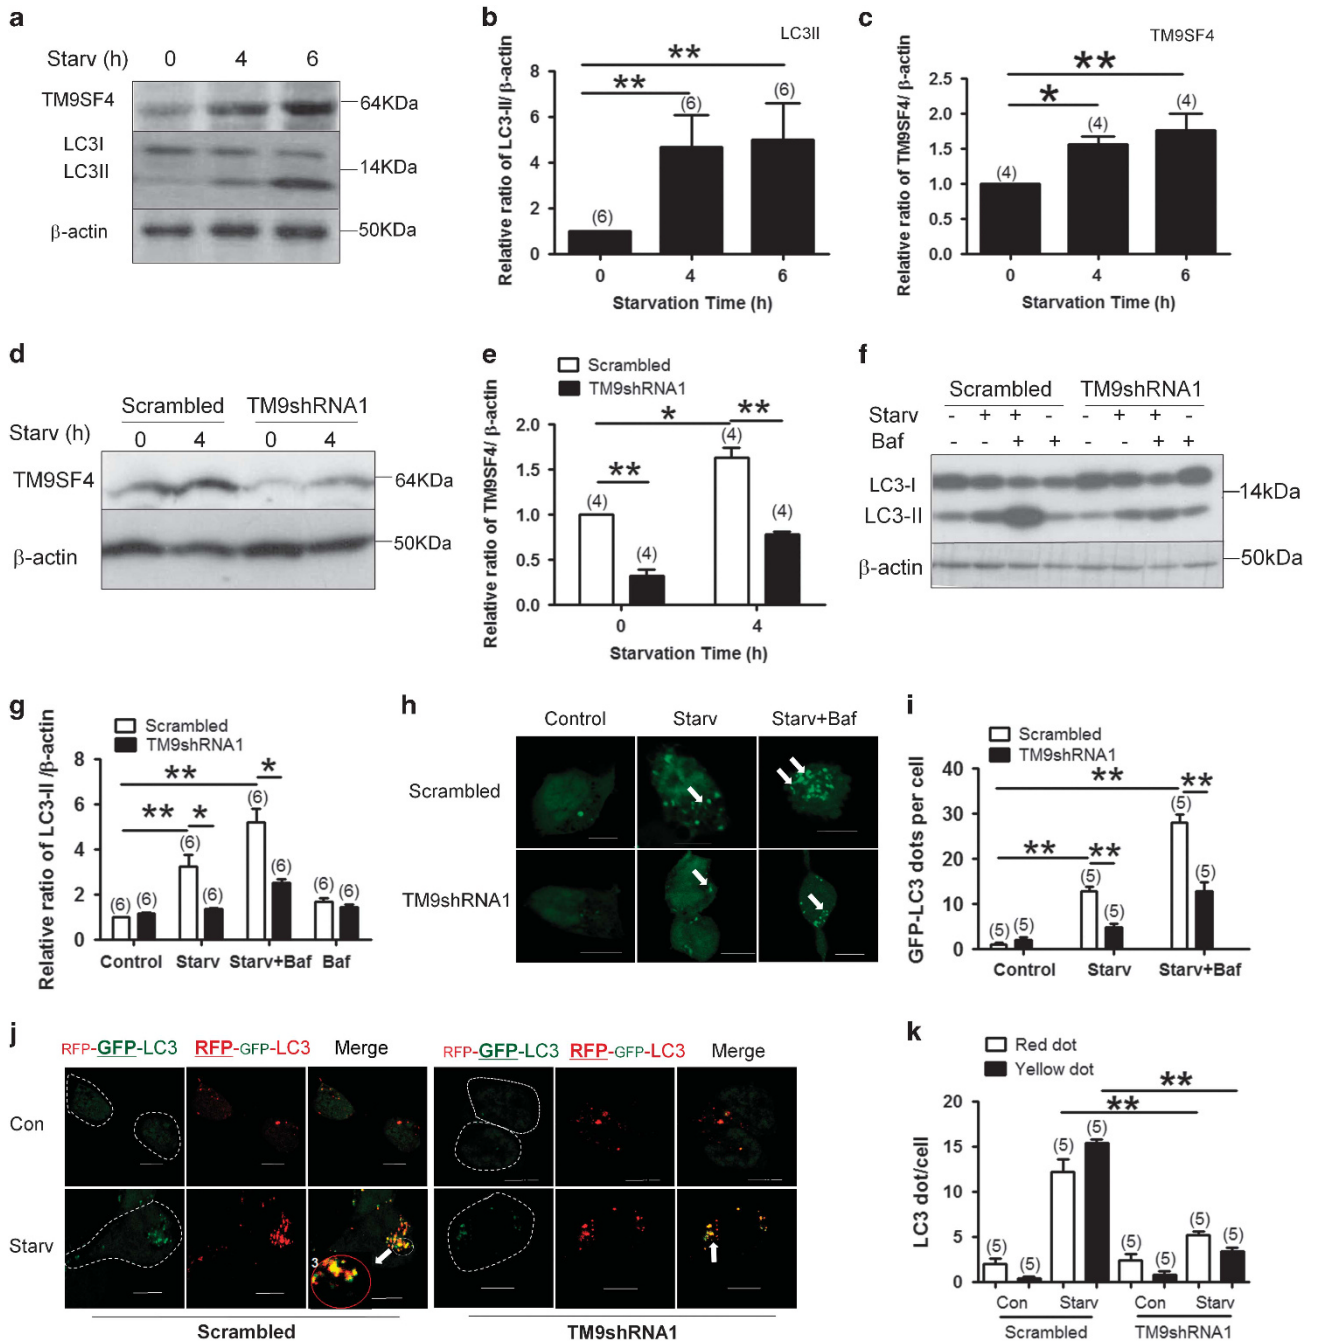 a
Starv (h) 0 4 6
TM9SF4
64KDa
LC3I
LC3II
14KDa
β-actin
50KDa
b
LC3II
Relative ratio of LC3-II/ β-actin
8
6
4
2
0
**
**
(6)
(6)
(6)
0 4 6
Starvation Time (h)
c
TM9SF4
Relative ratio of TM9SF4/ β-actin
2.5
2.0
1.5
1.0
0.5
0.0
**
*
(4)
(4)
(4)
0 4 6
Starvation Time (h)
d
Scrambled TM9shRNA1
Starv (h) 0 4 0 4
TM9SF4
64KDa
β-actin
50KDa
e
Scrambled
TM9shRNA1
Relative ratio of TM9SF4/ β-actin
2.0
1.5
1.0
0.5
0.0
* **
**
(4) (4) (4) (4)
0 4
Starvation Time (h)
f
Scrambled TM9shRNA1
Starv - + + - - + + -
Baf - - + + - - + +
LC3-I
14kDa
LC3-II
50kDa
β-actin
g
Scrambled
TM9shRNA1
Relative ratio of LC3-II /β-actin
8
6
4
2
0
** *
** *
(6) (6) (6) (6) (6) (6) (6) (6)
Control Starv Starv+Baf Baf
h
Control Starv Starv+Baf
Scrambled
TM9shRNA1
i
Scrambled
TM9shRNA1
GFP-LC3 dots per cell
40
30
20
10
0
** **
** **
(5) (5) (5) (5) (5) (5)
Control Starv Starv+Baf
j
RFP-GFP-LC3 RFP-GFP-LC3 Merge RFP-GFP-LC3 RFP-GFP-LC3 Merge
Con
Starv
3
Scrambled TM9shRNA1
k
Red dot
Yellow dot
LC3 dot/cell
20
15
10
5
0
**
**
(5) (5) (5) (5) (5) (5) (5) (5)
Con Starv Con Starv
Scrambled TM9shRNA1